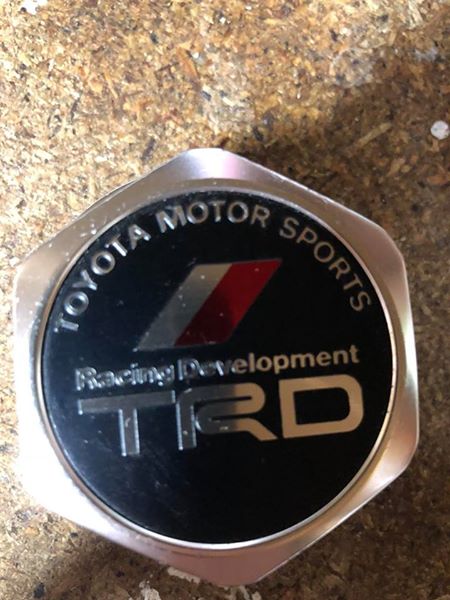 TOYOTA MOTOR SPORTS
Racing Development
TRD